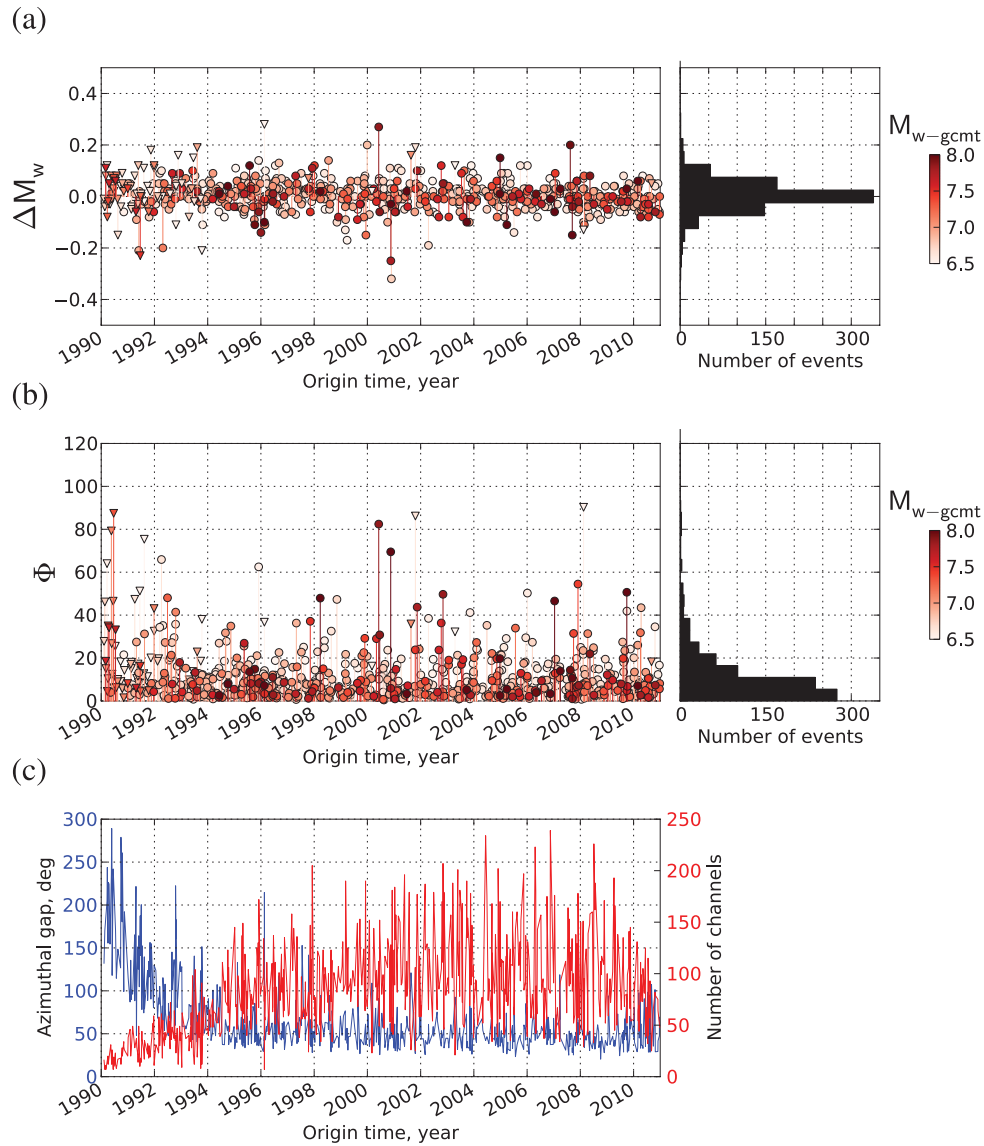 (a)
ΔM_w
0.4
0.2
0.0
−0.2
−0.4
1990 1992 1994 1996 1998 2000 2002 2004 2006 2008 2010
Origin time, year
0 150 300
Number of events
M_w−gcmt
8.0
7.5
7.0
6.5
(b)
Φ
120
100
80
60
40
20
0
1990 1992 1994 1996 1998 2000 2002 2004 2006 2008 2010
Origin time, year
0 150 300
Number of events
M_w−gcmt
8.0
7.5
7.0
6.5
(c)
Azimuthal gap, deg
300
250
200
150
100
50
0
250
200
150
100
50
0
Number of channels
1990 1992 1994 1996 1998 2000 2002 2004 2006 2008 2010
Origin time, year